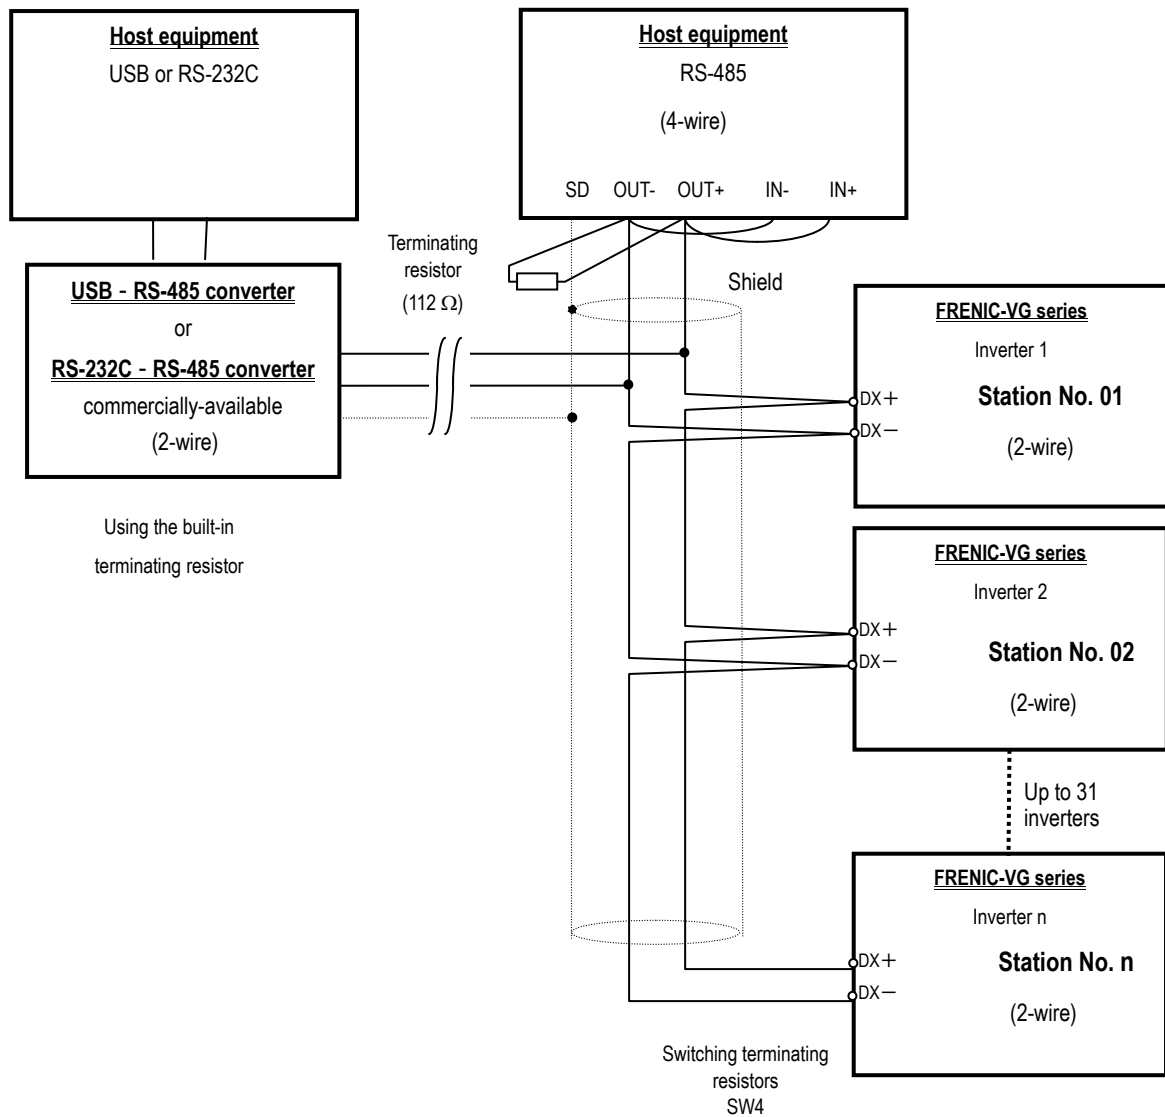 Host equipment
USB or RS-232C
Host equipment
RS-485
(4-wire)
SD OUT- OUT+ IN- IN+
Terminating
resistor
(112 Ω)
Shield
USB - RS-485 converter
or
RS-232C - RS-485 converter
commercially-available
(2-wire)
Using the built-in
terminating resistor
FRENIC-VG series
Inverter 1
Station No. 01
DX+
DX−
(2-wire)
FRENIC-VG series
Inverter 2
DX+
Station No. 02
DX−
(2-wire)
Up to 31
inverters
FRENIC-VG series
Inverter n
DX+
Station No. n
DX−
(2-wire)
Switching terminating
resistors
SW4